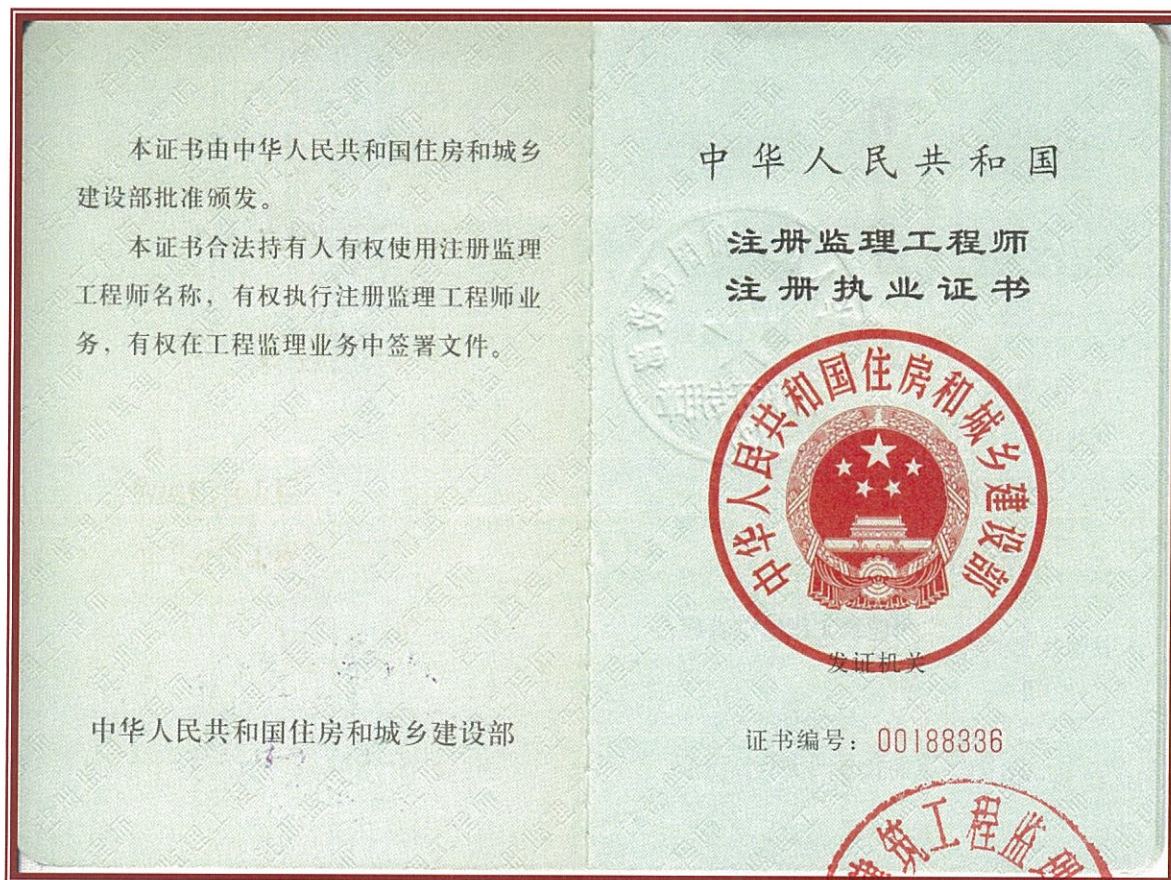 本证书由中华人民共和国住房和城乡
建设部批准颁发。
本证书合法持有人有权使用注册监理
工程师名称，有权执行注册监理工程师业
务，有权在工程监理业务中签署文件。
中华人民共和国住房和城乡建设部
中华人民共和国
注册监理工程师
注册执业证书
中华人民共和国住房和城乡建设部
发证机关
证书编号：00188336
建筑工程监理